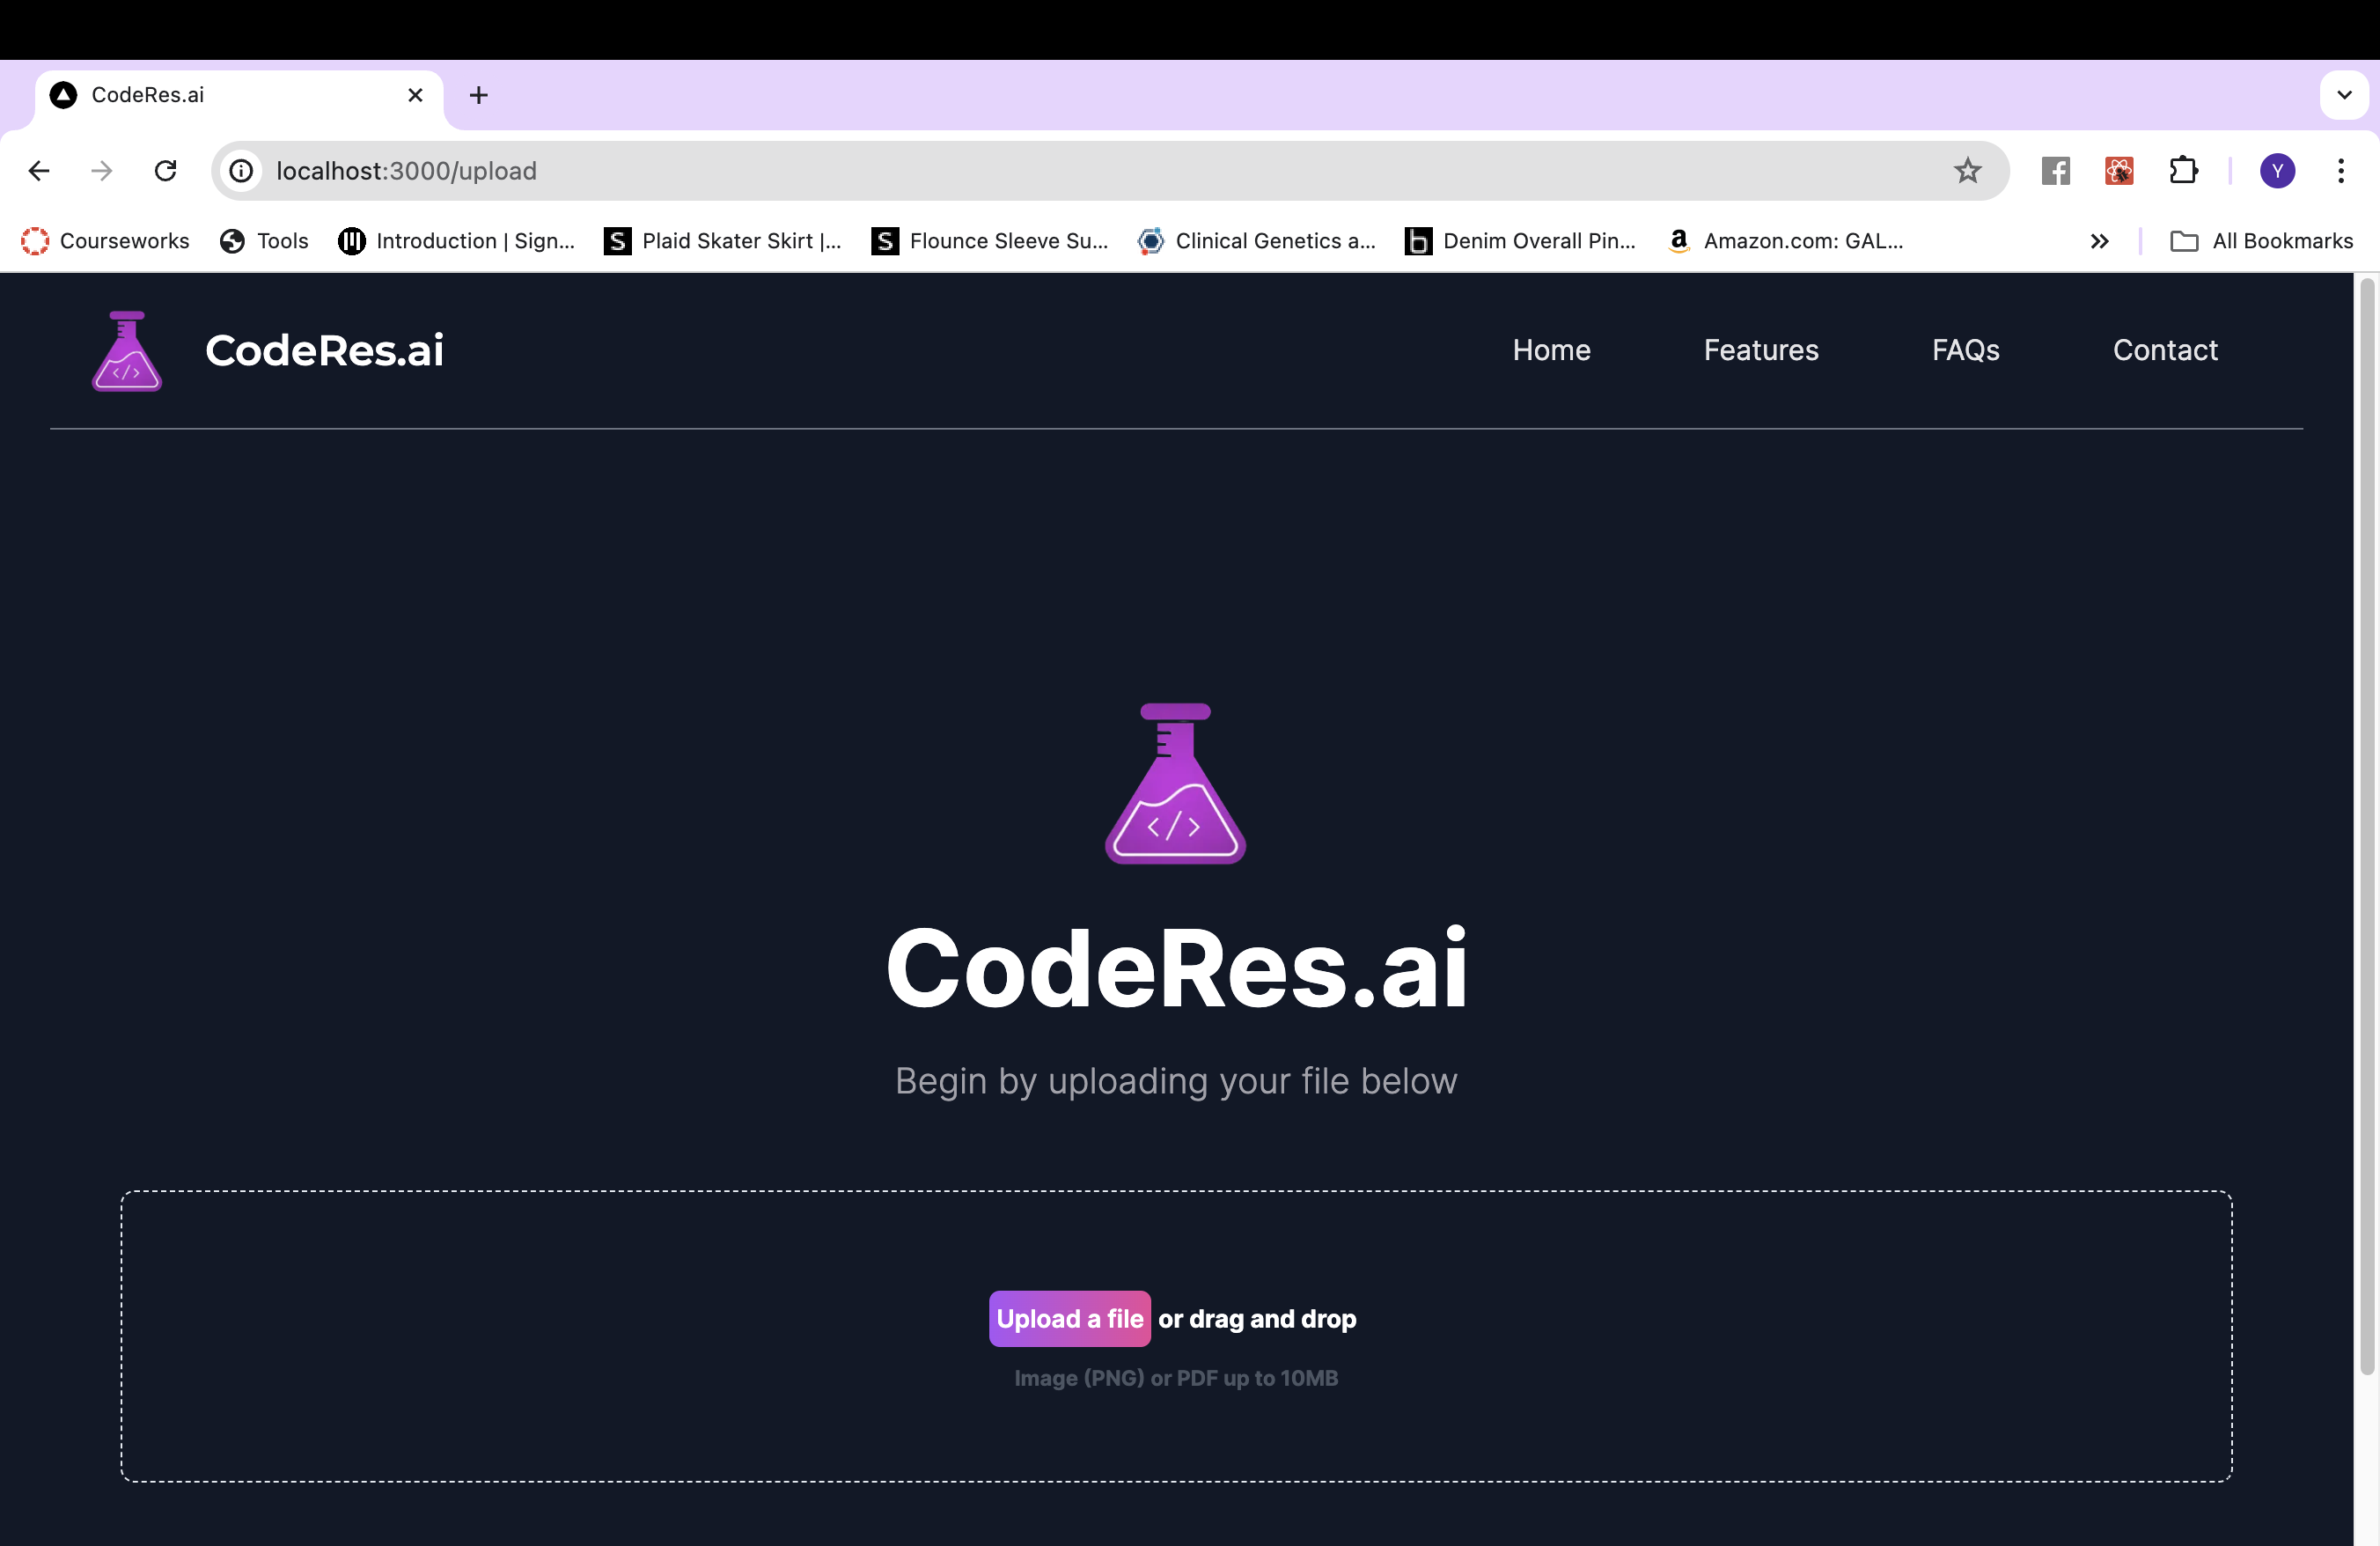 CodeRes.ai
localhost:3000/upload
Y
Courseworks Tools Introduction | Sign... Plaid Skater Skirt |... Flounce Sleeve Su... Clinical Genetics a... Denim Overall Pin... Amazon.com: GAL... All Bookmarks
</> CodeRes.ai Home Features FAQs Contact
</>
CodeRes.ai
Begin by uploading your file below
Upload a file or drag and drop
Image (PNG) or PDF up to 10MB